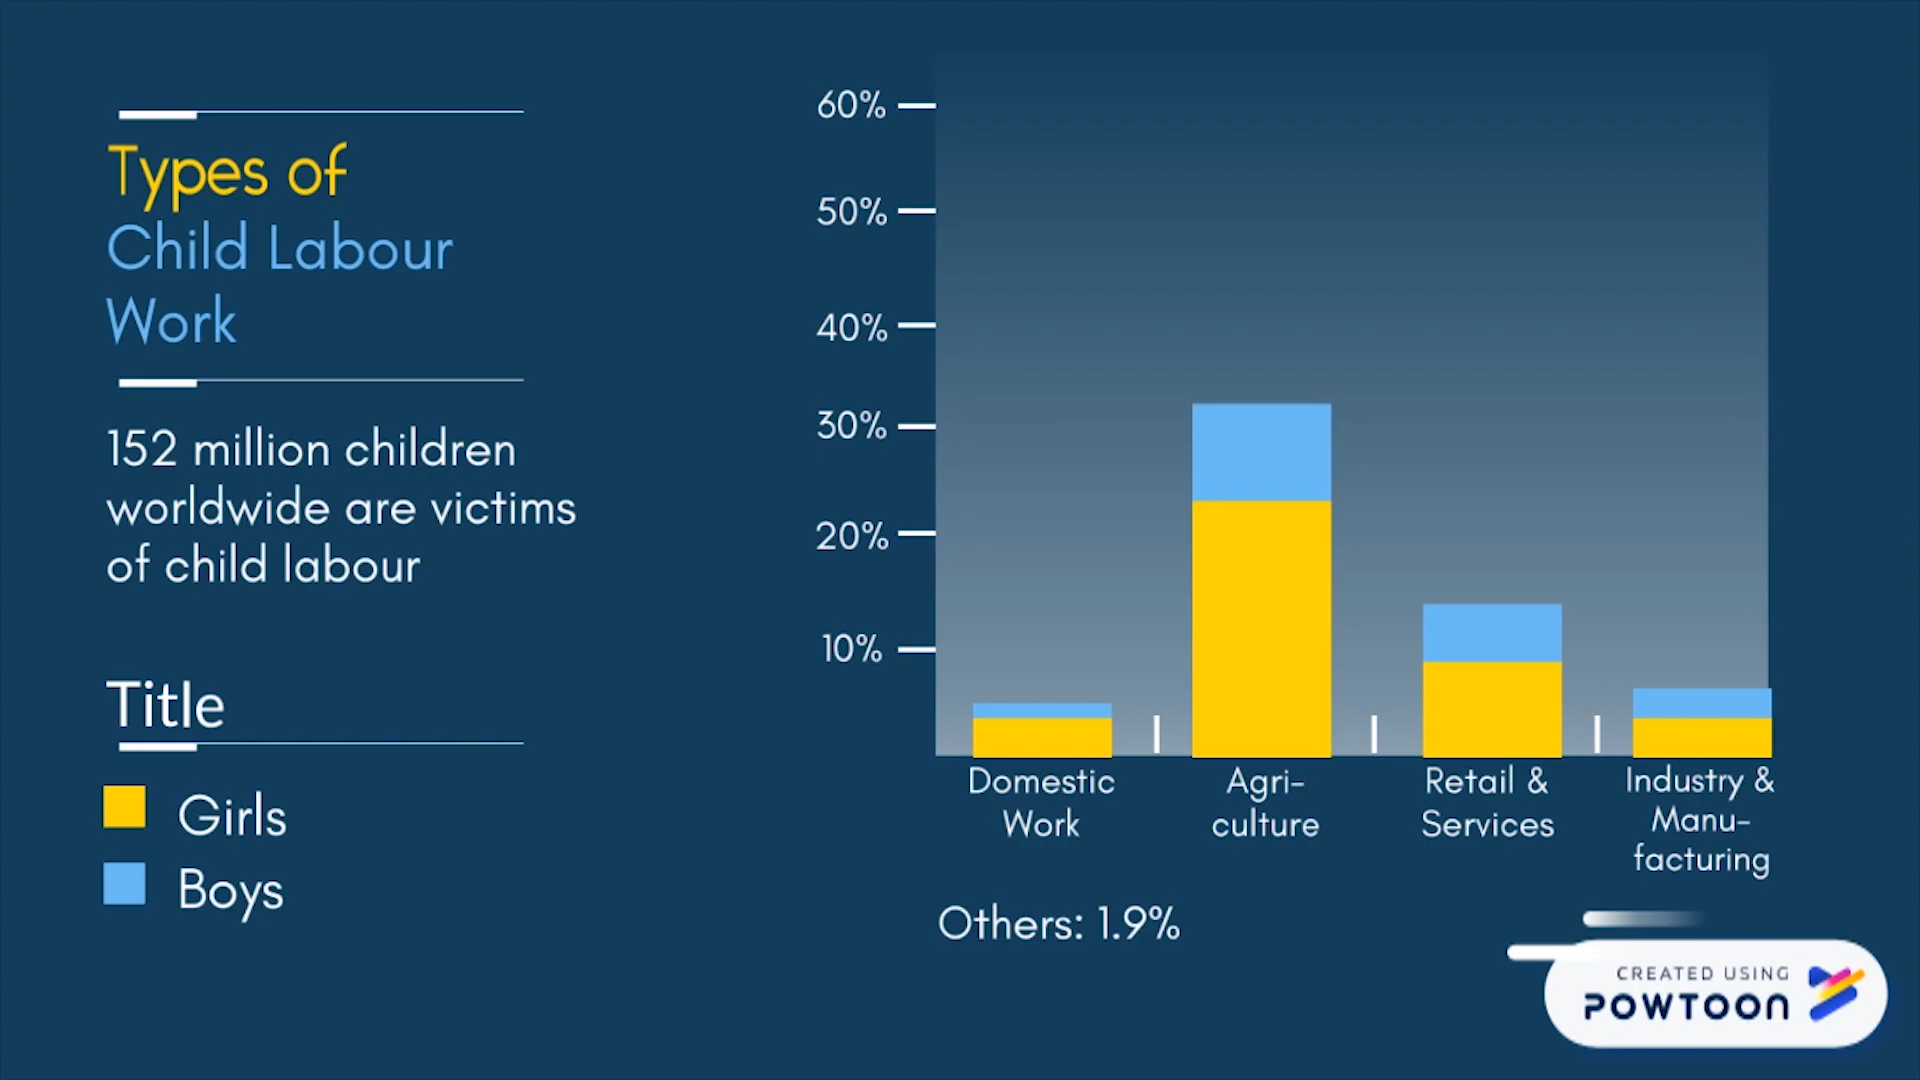 Types of
Child Labour
Work
152 million children
worldwide are victims
of child labour
Title
Girls
Boys
60%
50%
40%
30%
20%
10%
Domestic
Work
Agri-
culture
Retail &
Services
Industry &
Manu-
facturing
Others: 1.9%
CREATED USING
POWTOON